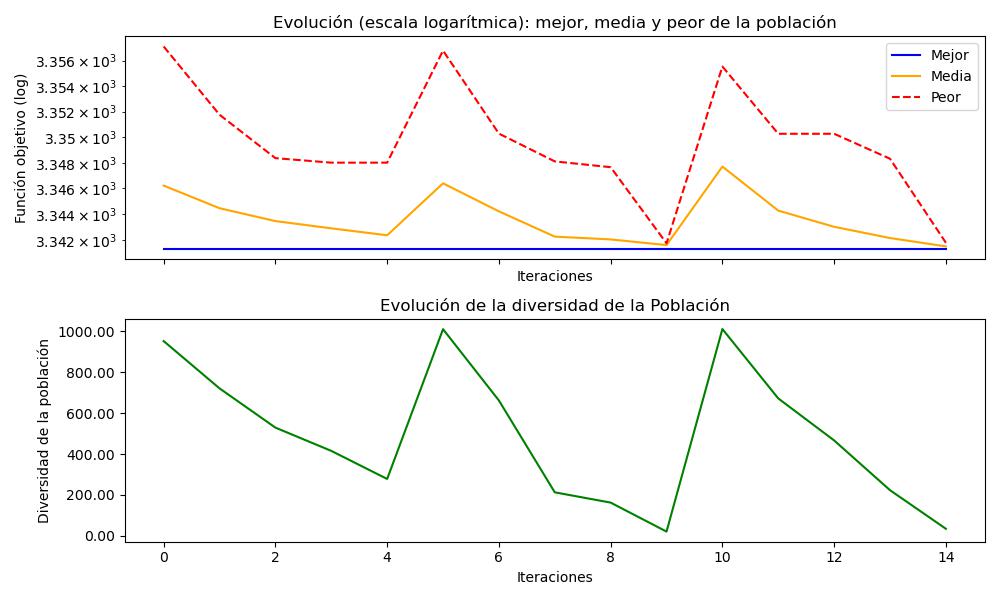 Evolución (escala logarítmica): mejor, media y peor de la población
Función objetivo (log)
3.356 × 10³
3.354 × 10³
3.352 × 10³
3.35 × 10³
3.348 × 10³
3.346 × 10³
3.344 × 10³
3.342 × 10³
Mejor
Media
Peor
Iteraciones
Evolución de la diversidad de la Población
Diversidad de la población
1000.00
800.00
600.00
400.00
200.00
0.00
0 2 4 6 8 10 12 14
Iteraciones